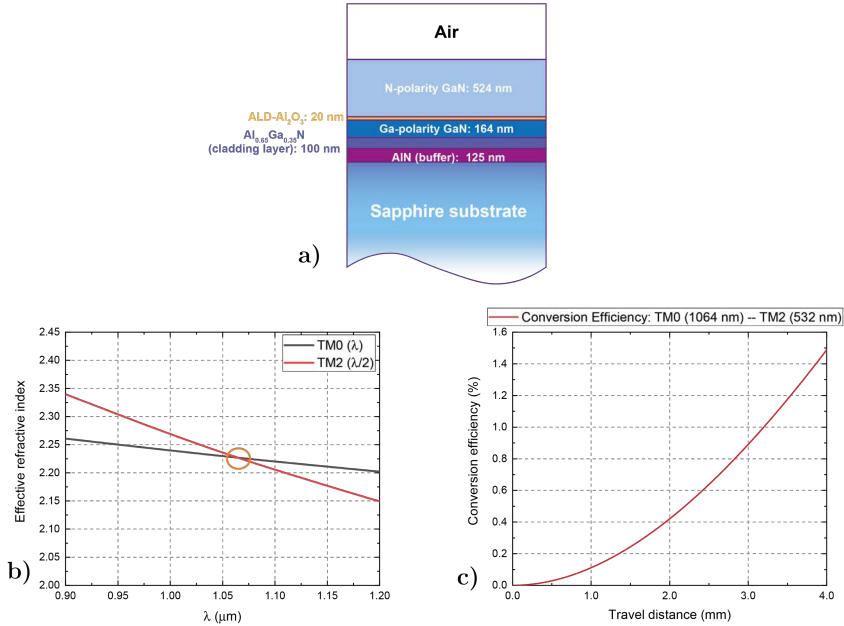 Air
N-polarity GaN: 524 nm
ALD-Al₂O₃: 20 nm
Al₀.₆₅Ga₀.₃₅N
(cladding layer): 100 nm
Ga-polarity GaN: 164 nm
AlN (buffer): 125 nm
Sapphire substrate
a)
2.45
2.40
2.35
2.30
2.25
2.20
2.15
2.10
2.05
2.00
Effective refractive index
TM0 (λ)
TM2 (λ/2)
0.90 0.95 1.00 1.05 1.10 1.15 1.20
λ (μm)
b)
Conversion Efficiency: TM0 (1064 nm) -- TM2 (532 nm)
1.6
1.4
1.2
1.0
0.8
0.6
0.4
0.2
0.0
Conversion efficiency (%)
0.0 1.0 2.0 3.0 4.0
Travel distance (mm)
c)